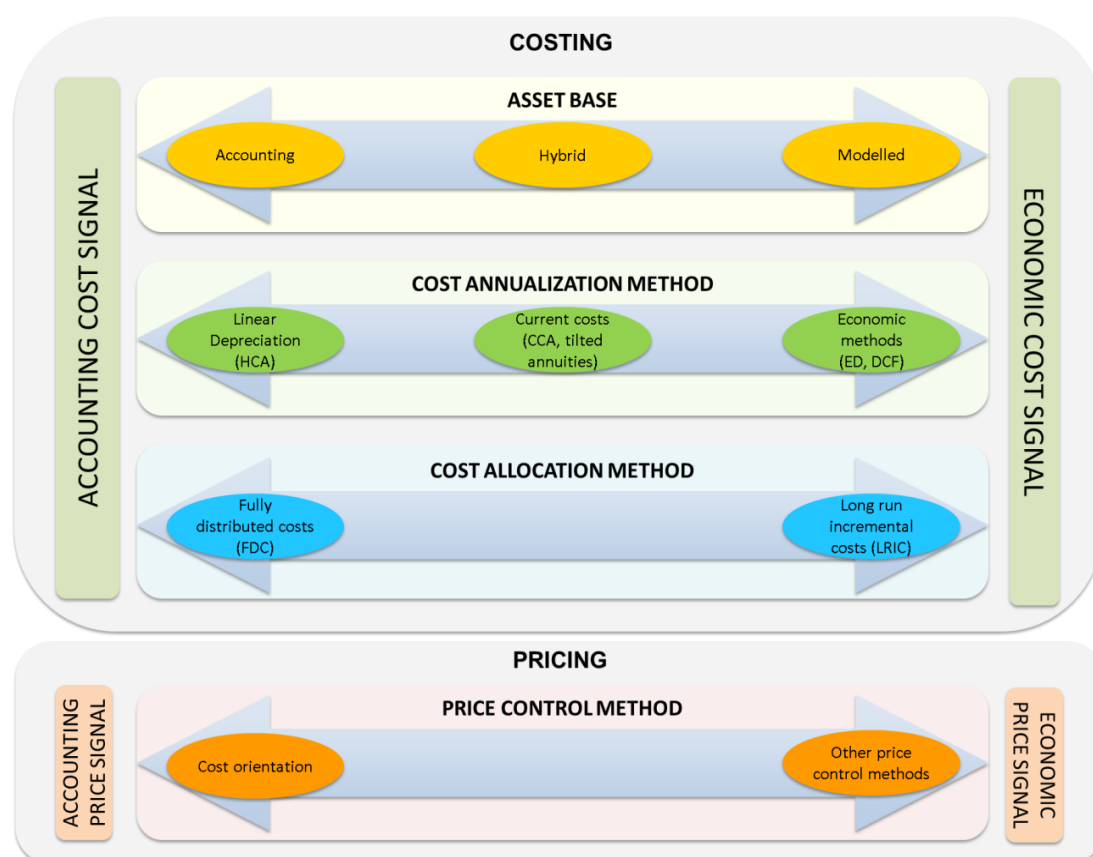 COSTING
ACCOUNTING COST SIGNAL
ASSET BASE
Accounting
Hybrid
Modelled
COST ANNUALIZATION METHOD
Linear
Depreciation
(HCA)
Current costs
(CCA, tilted
annuities)
Economic
methods
(ED, DCF)
COST ALLOCATION METHOD
Fully
distributed costs
(FDC)
Long run
incremental
costs (LRIC)
ECONOMIC COST SIGNAL
PRICING
ACCOUNTING
PRICE SIGNAL
PRICE CONTROL METHOD
Cost orientation
Other price
control methods
ECONOMIC
PRICE SIGNAL